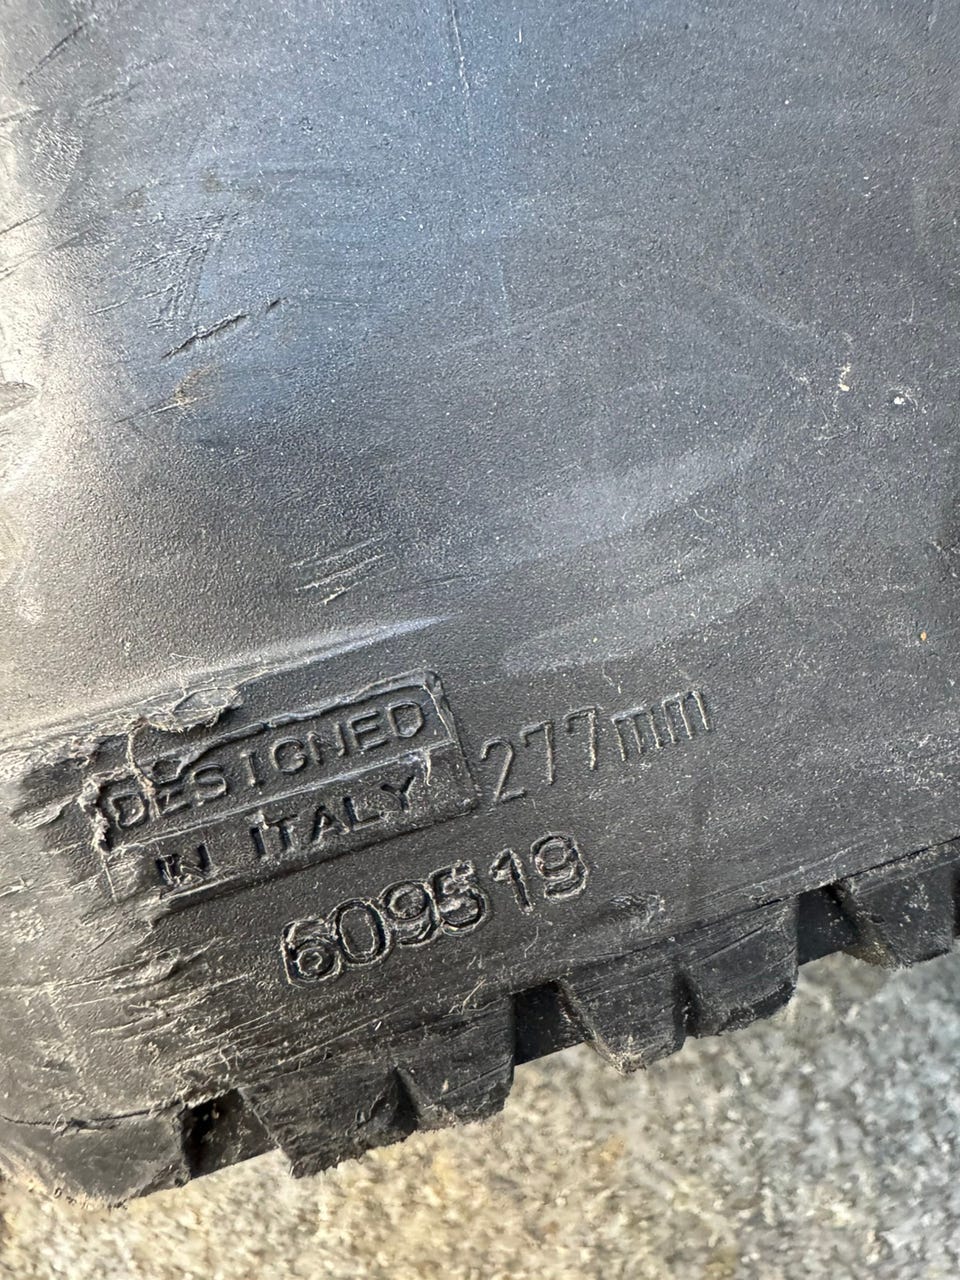 DESIGNED
IN ITALY
277mm
609519